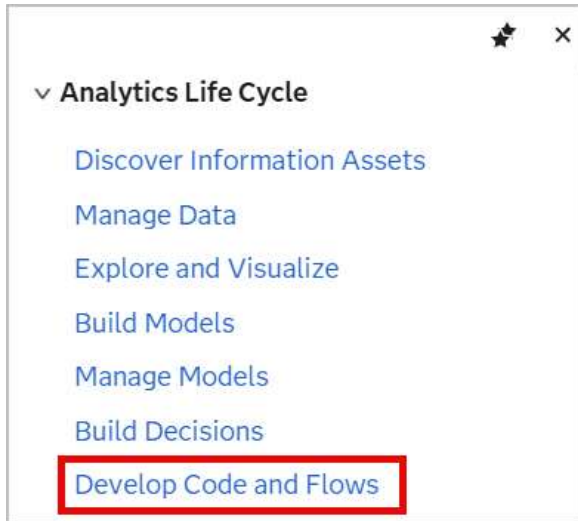 Analytics Life Cycle
Discover Information Assets
Manage Data
Explore and Visualize
Build Models
Manage Models
Build Decisions
Develop Code and Flows